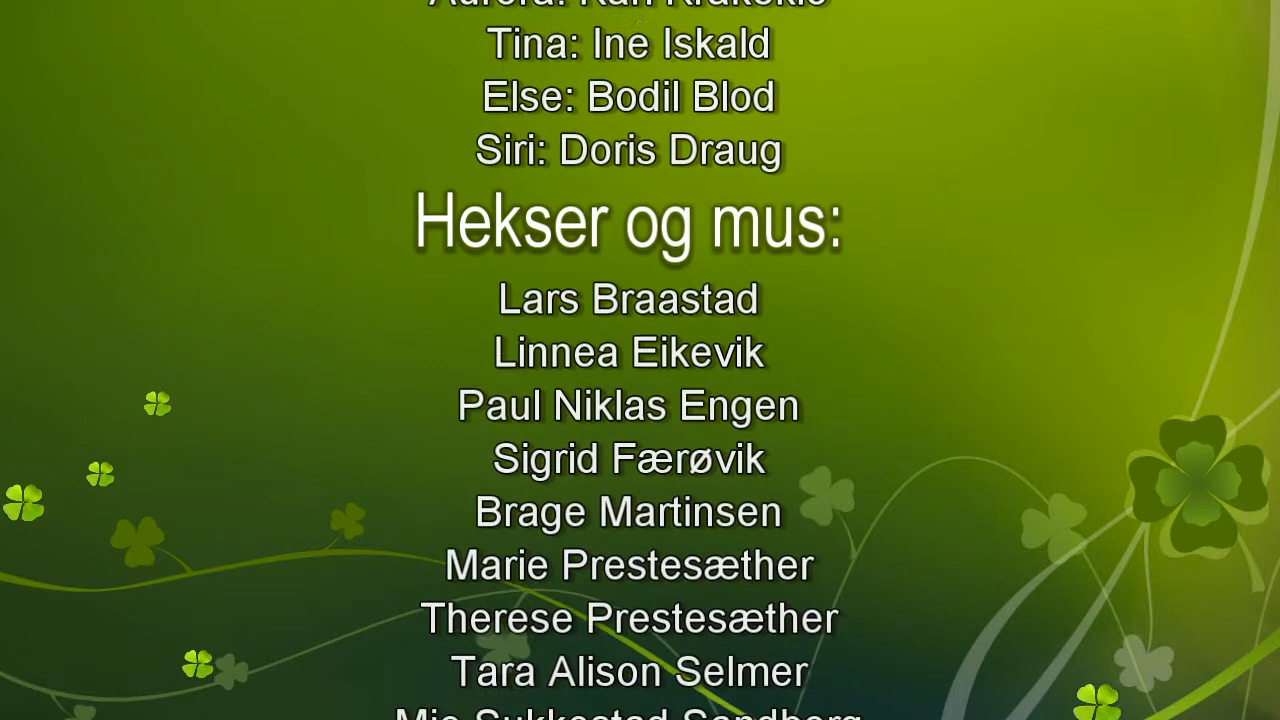 Tina: Ine Iskald
Else: Bodil Blod
Siri: Doris Draug
Hekser og mus:
Lars Braastad
Linnea Eikevik
Paul Niklas Engen
Sigrid Færøvik
Brage Martinsen
Marie Prestesæther
Therese Prestesæther
Tara Alison Selmer